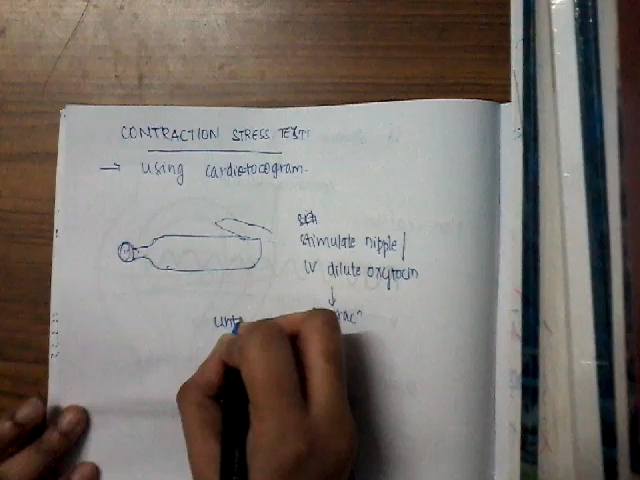 CONTRACTION STRESS TEST
→ using cardiotocogram
stimulate nipple/
IV dilute oxytocin
↓